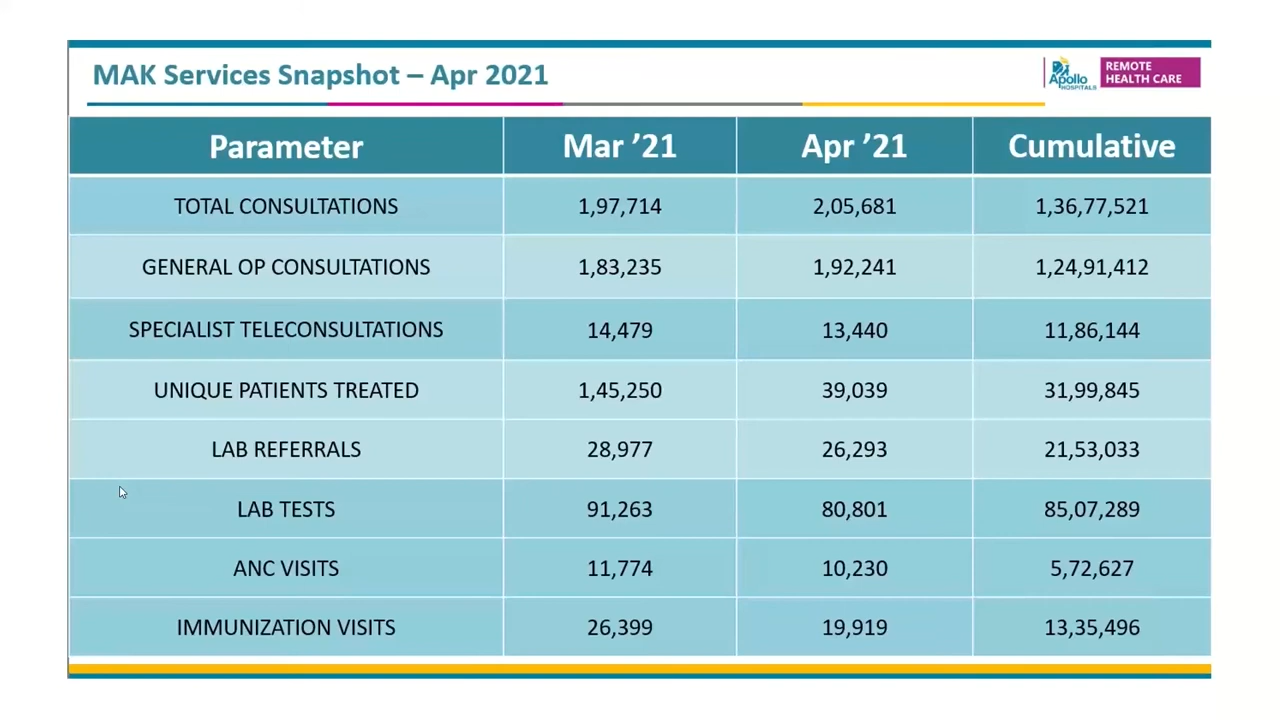 MAK Services Snapshot – Apr 2021
Apollo
HOSPITALS
REMOTE
HEALTH CARE
Parameter Mar ’21 Apr ’21 Cumulative
TOTAL CONSULTATIONS 1,97,714 2,05,681 1,36,77,521
GENERAL OP CONSULTATIONS 1,83,235 1,92,241 1,24,91,412
SPECIALIST TELECONSULTATIONS 14,479 13,440 11,86,144
UNIQUE PATIENTS TREATED 1,45,250 39,039 31,99,845
LAB REFERRALS 28,977 26,293 21,53,033
LAB TESTS 91,263 80,801 85,07,289
ANC VISITS 11,774 10,230 5,72,627
IMMUNIZATION VISITS 26,399 19,919 13,35,496